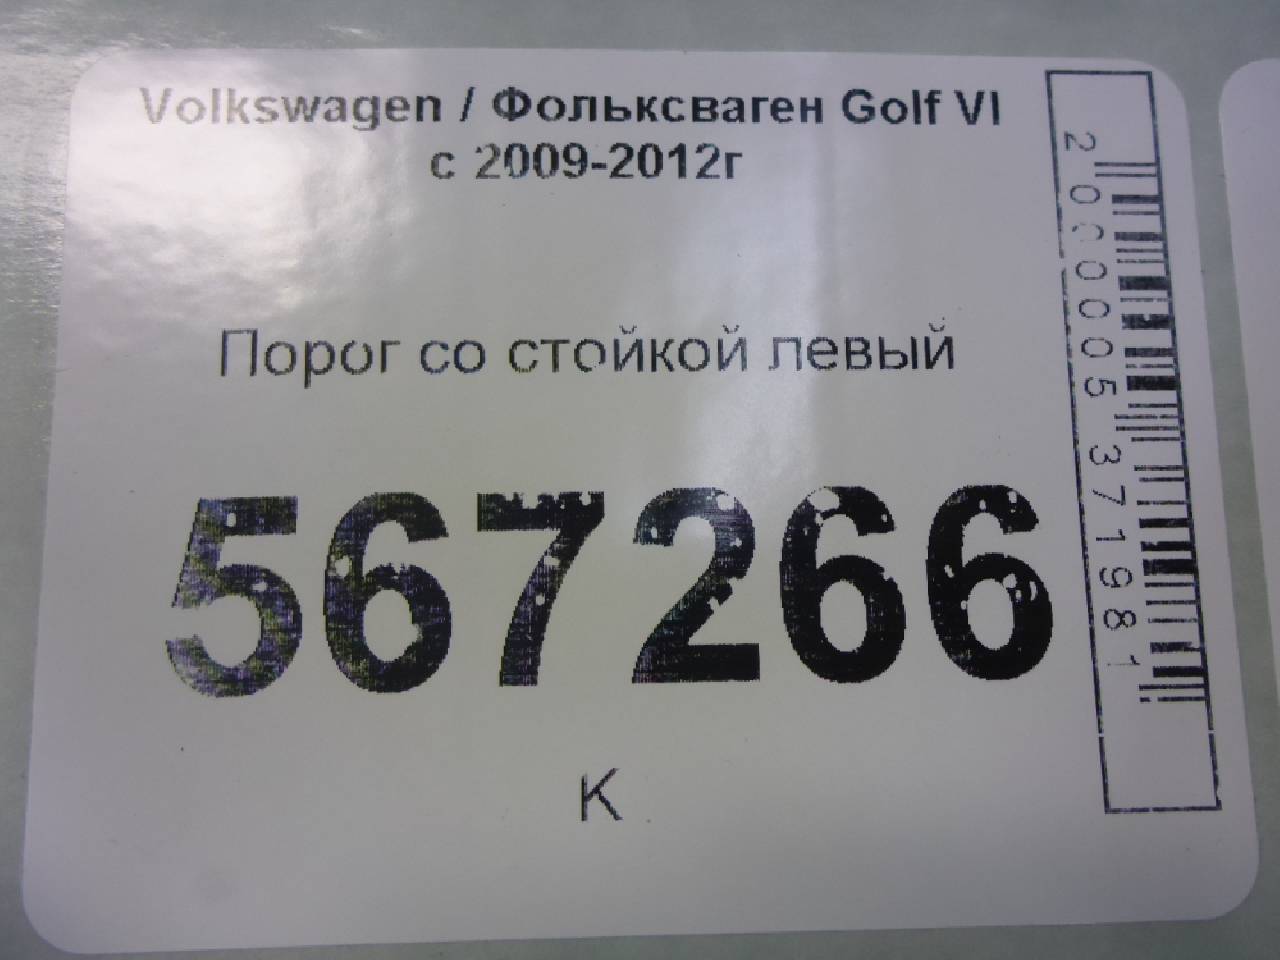 Volkswagen / Фольксваген Golf VI
с 2009-2012г
Порог со стойкой левый
567266
К
2000005371981